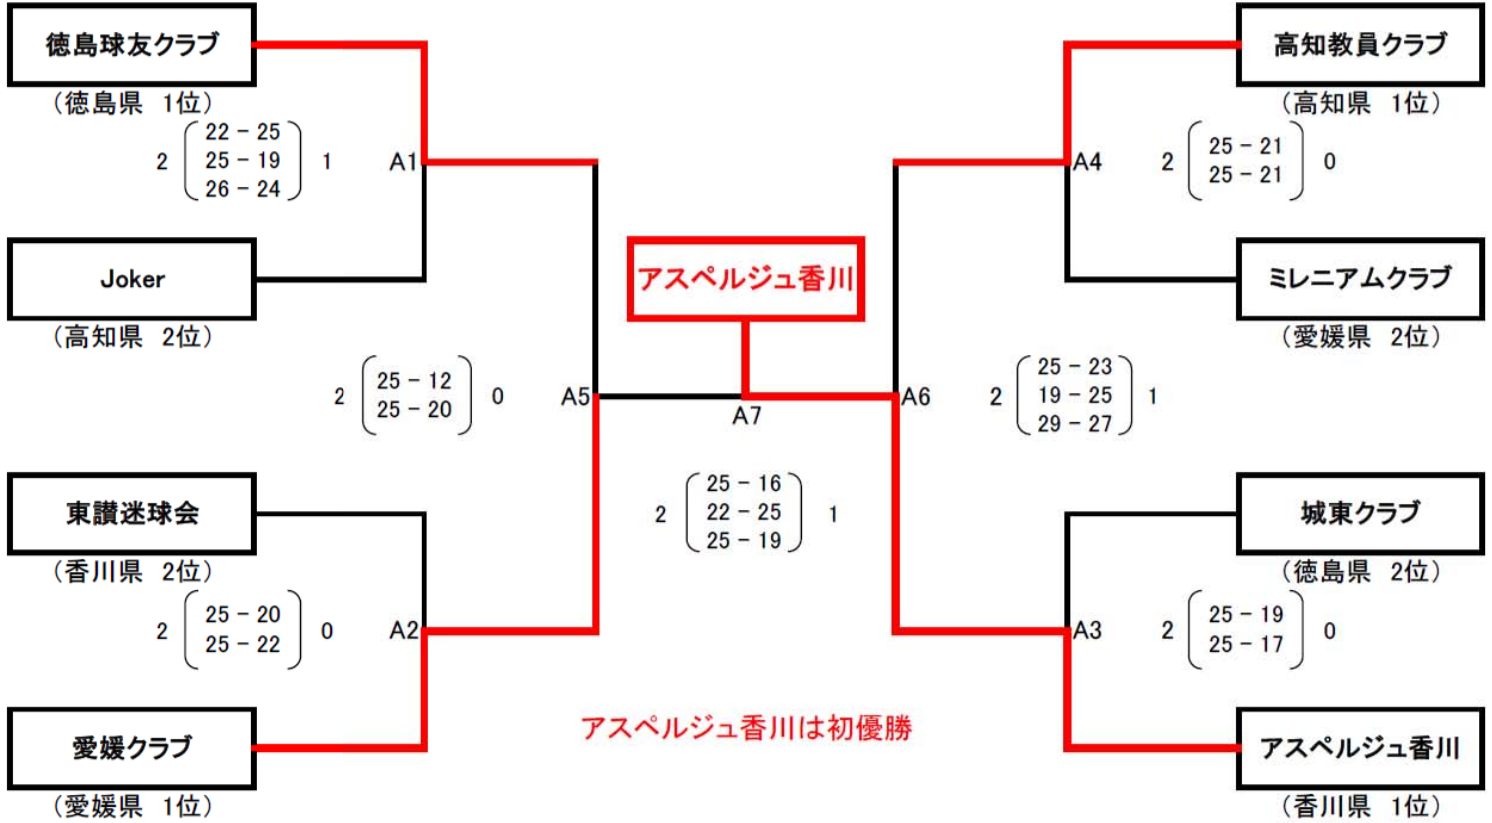 徳島球友クラブ
（徳島県 1位）
2
22 － 25
25 － 19
26 － 24
1
A1
Joker
（高知県 2位）
2
25 － 12
25 － 20
0
A5
東讃迷球会
（香川県 2位）
2
25 － 20
25 － 22
0
A2
愛媛クラブ
（愛媛県 1位）
アスペルジュ香川
A7
2
25 － 16
22 － 25
25 － 19
1
アスペルジュ香川は初優勝
高知教員クラブ
（高知県 1位）
A4
2
25 － 21
25 － 21
0
ミレニアムクラブ
（愛媛県 2位）
A6
2
25 － 23
19 － 25
29 － 27
1
城東クラブ
（徳島県 2位）
A3
2
25 － 19
25 － 17
0
アスペルジュ香川
（香川県 1位）